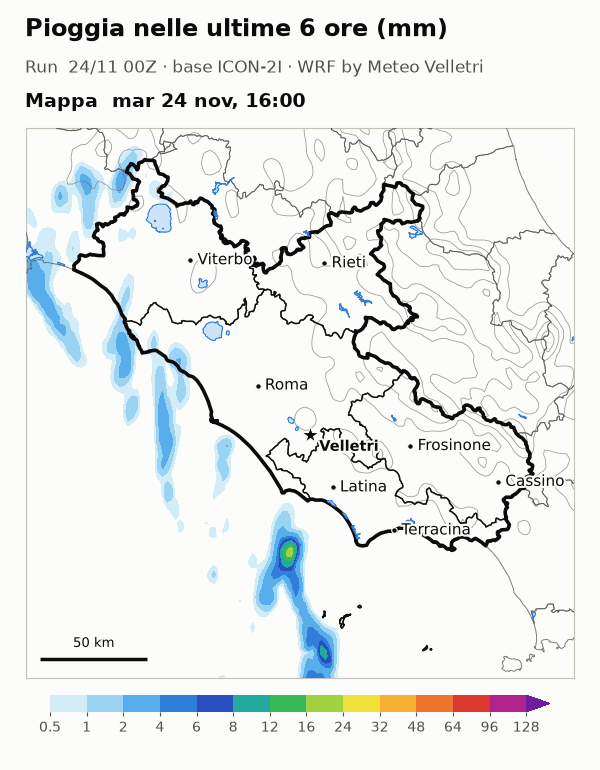 Pioggia nelle ultime 6 ore (mm)
Run  24/11 00Z · base ICON-2I · WRF by Meteo Velletri
Mappa  mar 24 nov, 16:00
Viterbo
Rieti
Roma
Velletri
Frosinone
Latina
Cassino
Terracina
50 km
0.5 1 2 4 6 8 12 16 24 32 48 64 96 128